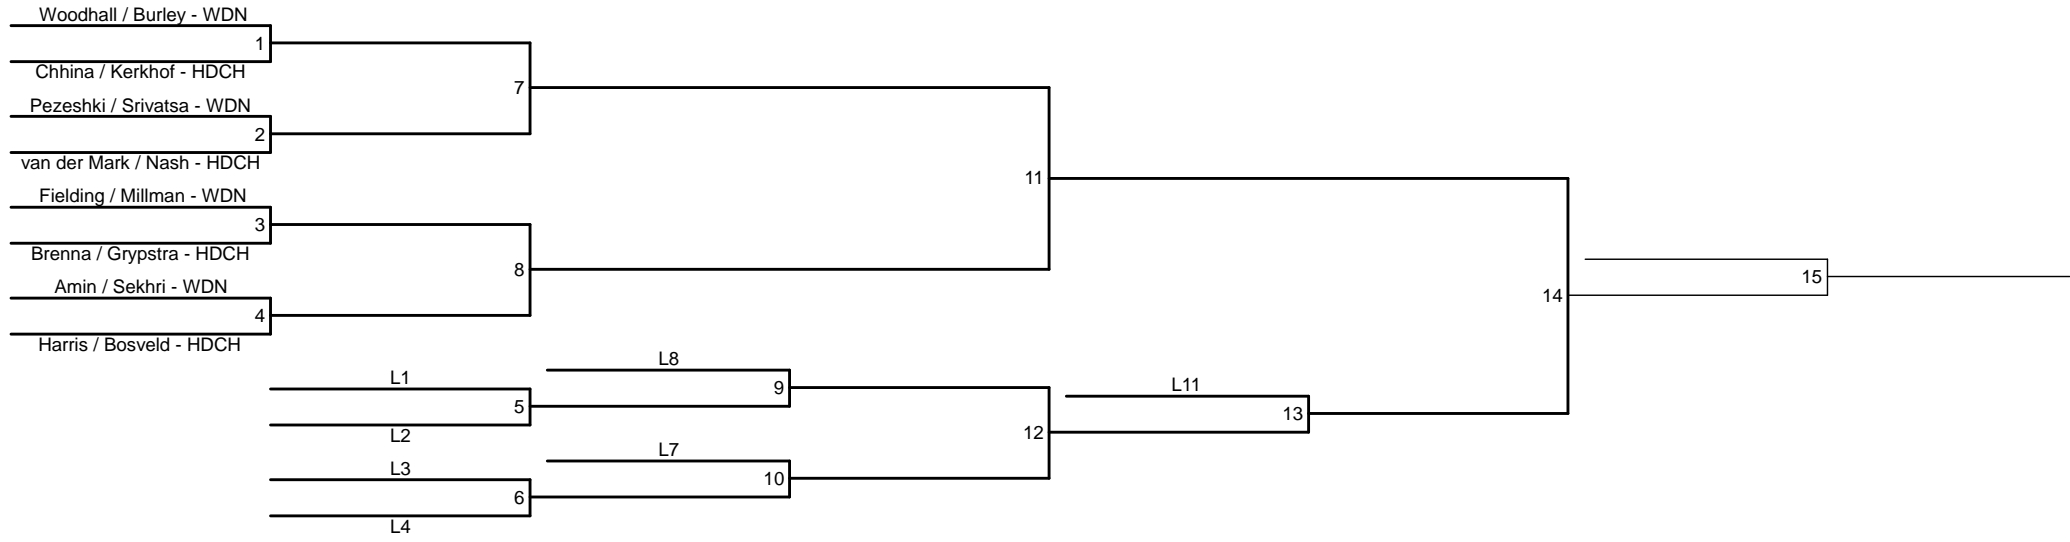 Woodhall / Burley - WDN
1
Chhina / Kerkhof - HDCH
7
Pezeshki / Srivatsa - WDN
2
van der Mark / Nash - HDCH
11
Fielding / Millman - WDN
3
Brenna / Grypstra - HDCH
8
15
Amin / Sekhri - WDN
14
4
Harris / Bosveld - HDCH
L8
L1
9
L11
5
13
L2
12
L7
L3
10
6
L4